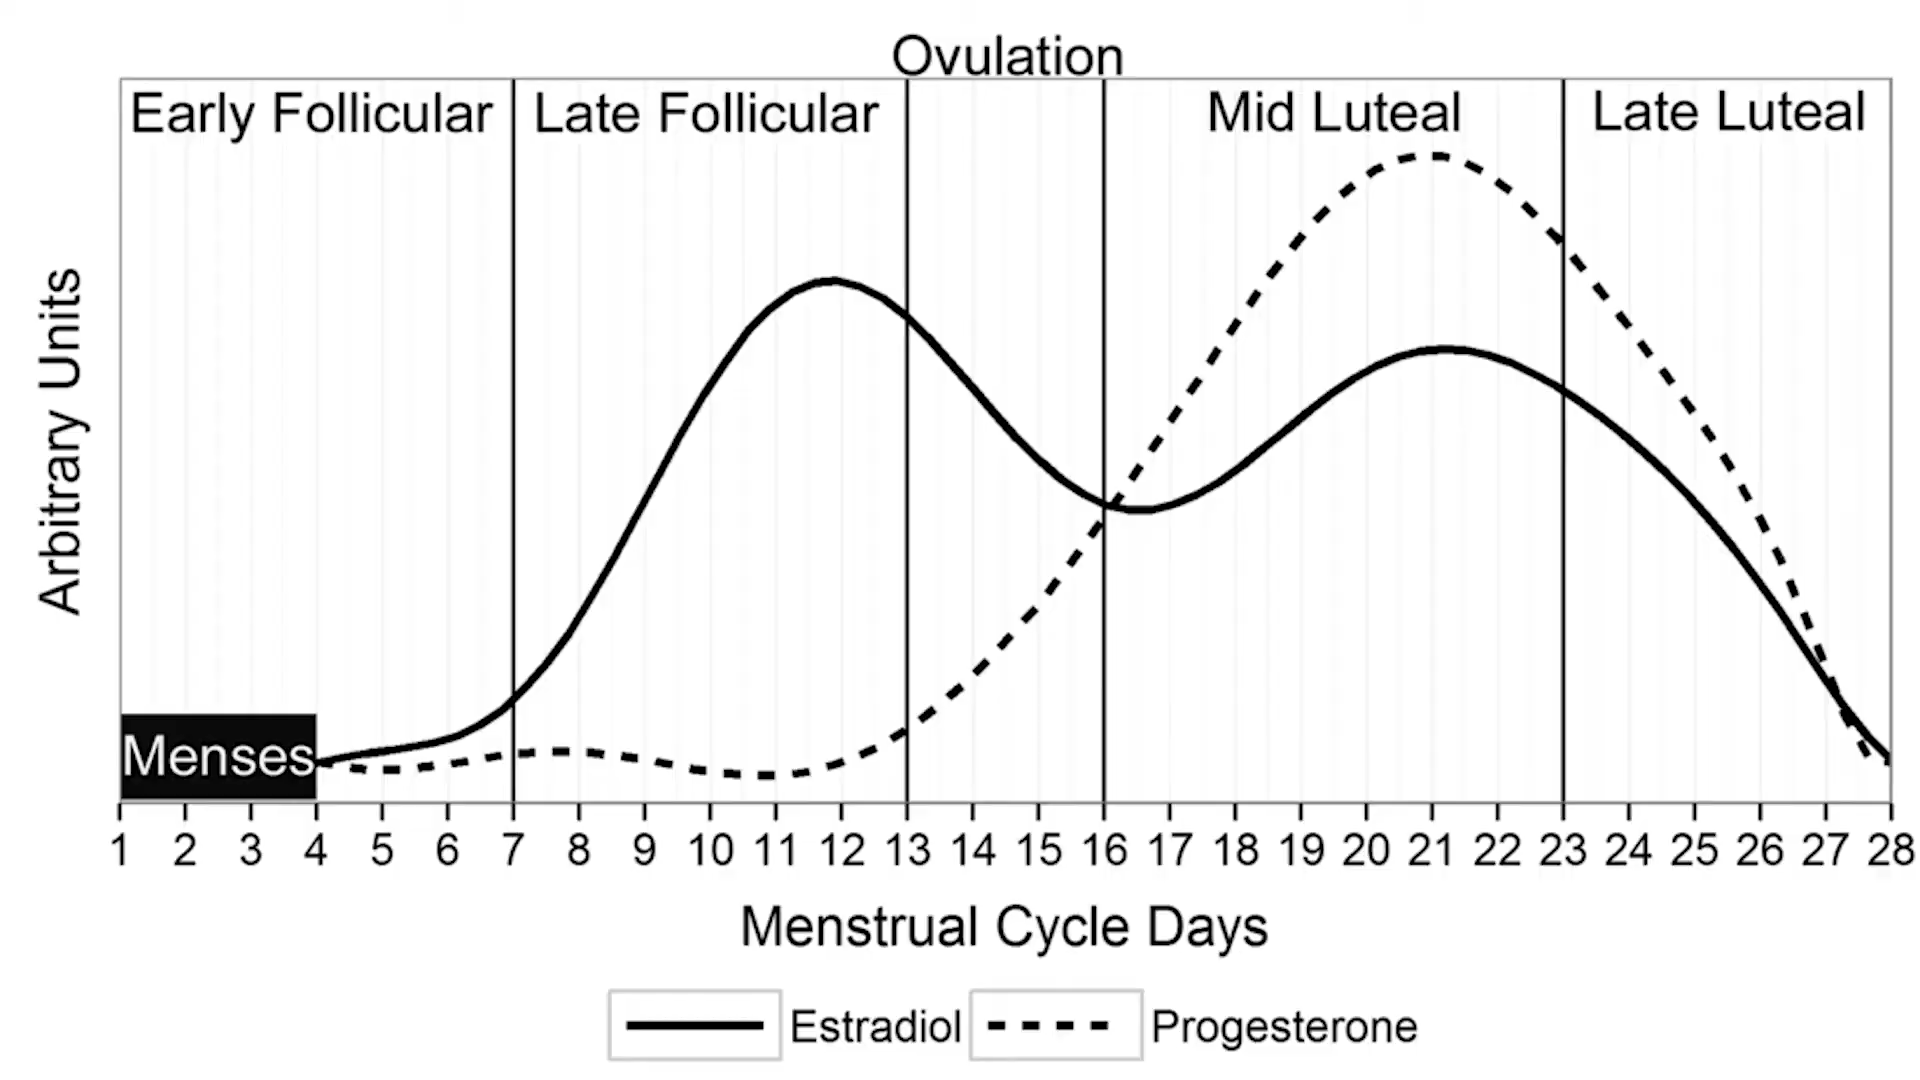 Ovulation
Early Follicular
Late Follicular
Mid Luteal
Late Luteal
Arbitrary Units
Menses
1 2 3 4 5 6 7 8 9 10 11 12 13 14 15 16 17 18 19 20 21 22 23 24 25 26 27 28
Menstrual Cycle Days
Estradiol
Progesterone